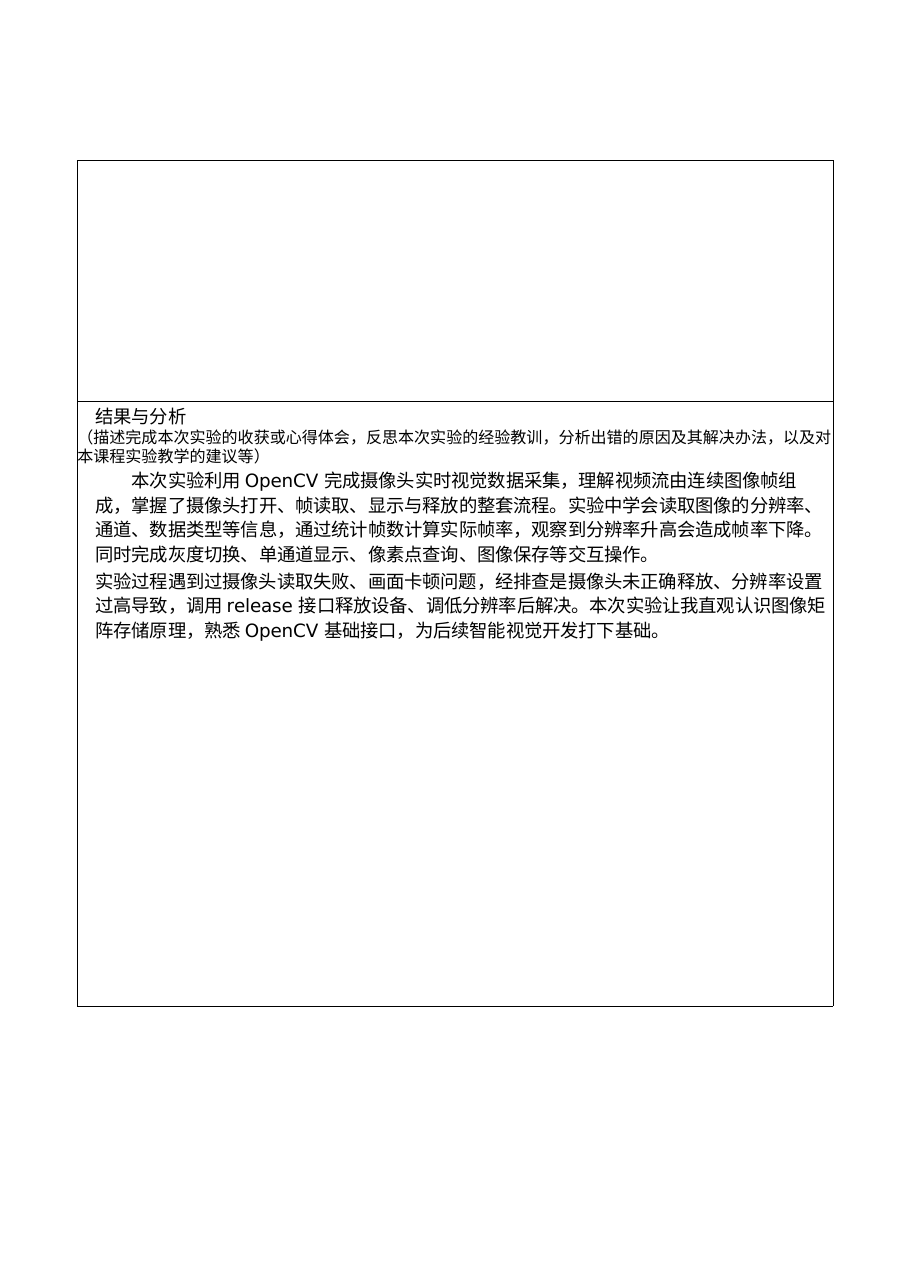 结果与分析
（描述完成本次实验的收获或心得体会，反思本次实验的经验教训，分析出错的原因及其解决办法，以及对
本课程实验教学的建议等）
本次实验利用 OpenCV 完成摄像头实时视觉数据采集，理解视频流由连续图像帧组
成，掌握了摄像头打开、帧读取、显示与释放的整套流程。实验中学会读取图像的分辨率、
通道、数据类型等信息，通过统计帧数计算实际帧率，观察到分辨率升高会造成帧率下降。
同时完成灰度切换、单通道显示、像素点查询、图像保存等交互操作。
实验过程遇到过摄像头读取失败、画面卡顿问题，经排查是摄像头未正确释放、分辨率设置
过高导致，调用 release 接口释放设备、调低分辨率后解决。本次实验让我直观认识图像矩
阵存储原理，熟悉 OpenCV 基础接口，为后续智能视觉开发打下基础。